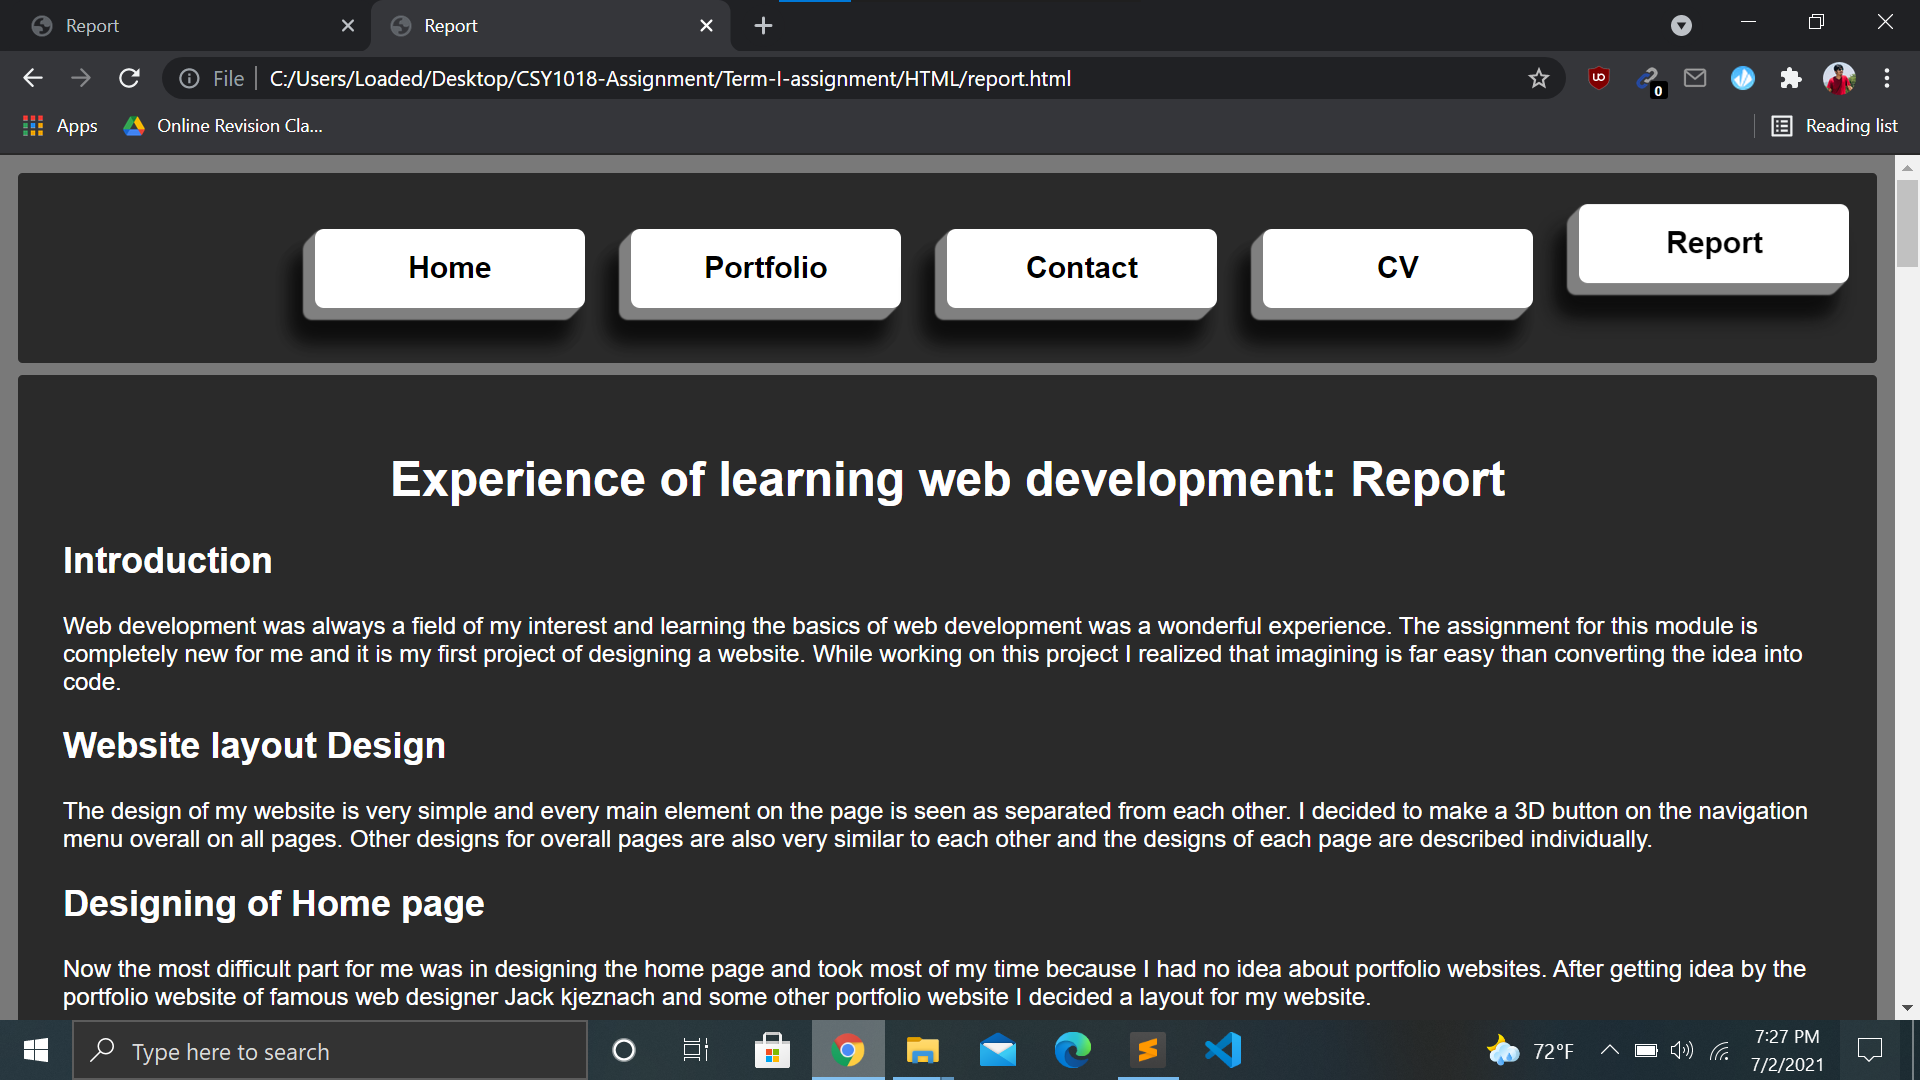 Report
Report
File
C:/Users/Loaded/Desktop/CSY1018-Assignment/Term-I-assignment/HTML/report.html
0
Apps
Online Revision Cla...
Reading list
Home
Portfolio
Contact
CV
Report
Experience of learning web development: Report
Introduction
Web development was always a field of my interest and learning the basics of web development was a wonderful experience. The assignment for this module is
completely new for me and it is my first project of designing a website. While working on this project I realized that imagining is far easy than converting the idea into
code.
Website layout Design
The design of my website is very simple and every main element on the page is seen as separated from each other. I decided to make a 3D button on the navigation
menu overall on all pages. Other designs for overall pages are also very similar to each other and the designs of each page are described individually.
Designing of Home page
Now the most difficult part for me was in designing the home page and took most of my time because I had no idea about portfolio websites. After getting idea by the
portfolio website of famous web designer Jack kjeznach and some other portfolio website I decided a layout for my website.
Type here to search
72°F
7:27 PM
7/2/2021